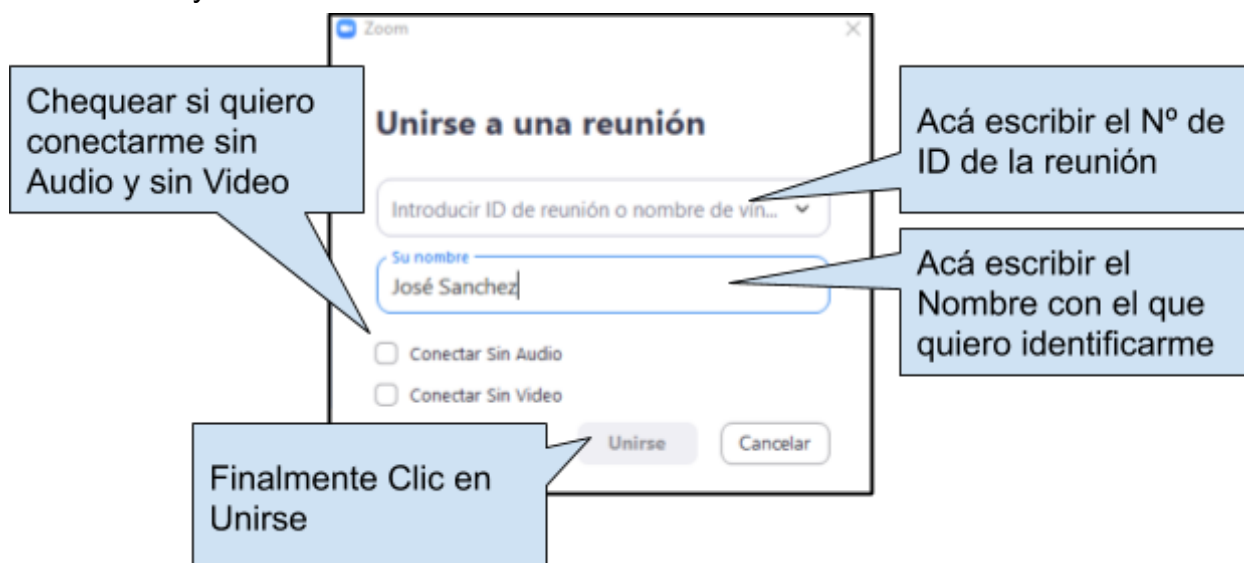 y
Zoom
Chequear si quiero
conectarme sin
Audio y sin Video
Unirse a una reunión
Acá escribir el Nº de
ID de la reunión
Introducir ID de reunión o nombre de vín...
Su nombre
José Sanchez
Acá escribir el
Nombre con el que
quiero identificarme
Conectar Sin Audio
Conectar Sin Video
Unirse
Cancelar
Finalmente Clic en
Unirse